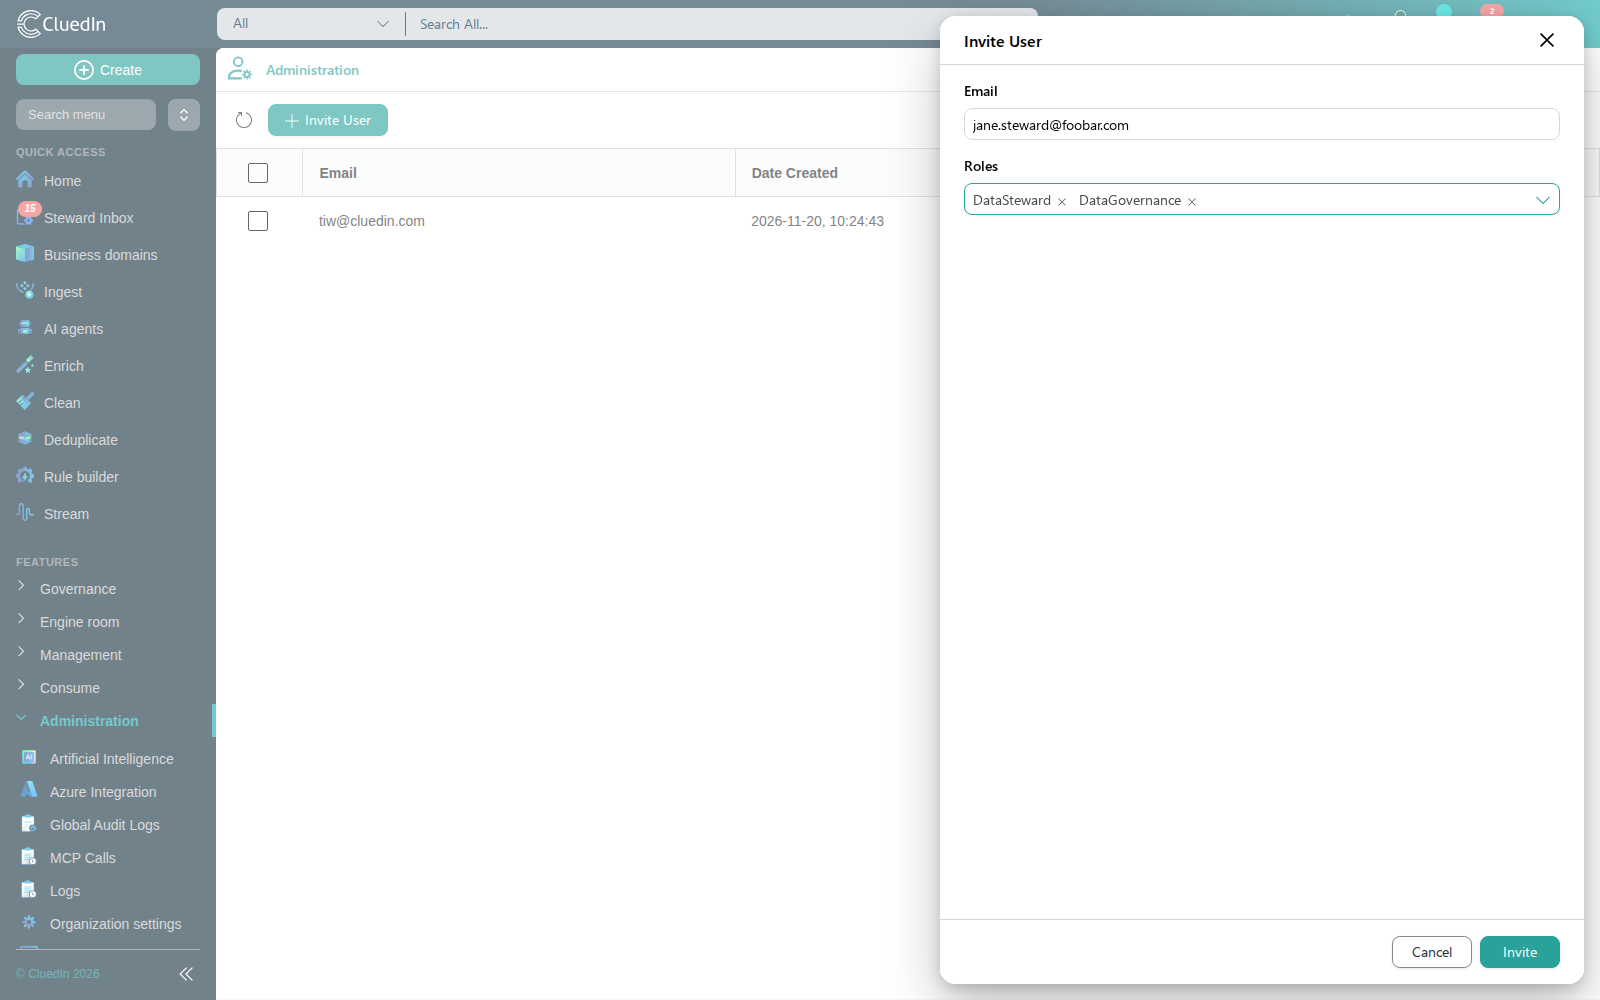 CluedIn
All
Search All...
2
Create
Search menu
QUICK ACCESS
Home
15
Steward Inbox
Business domains
Ingest
AI agents
Enrich
Clean
Deduplicate
Rule builder
Stream
FEATURES
Governance
Engine room
Management
Consume
Administration
Artificial Intelligence
Azure Integration
Global Audit Logs
MCP Calls
Logs
Organization settings
© CluedIn 2026
Administration
Invite User
Email
Date Created
tiw@cluedin.com
2026-11-20, 10:24:43
Invite User
Email
jane.steward@foobar.com
Roles
DataSteward
DataGovernance
Cancel
Invite